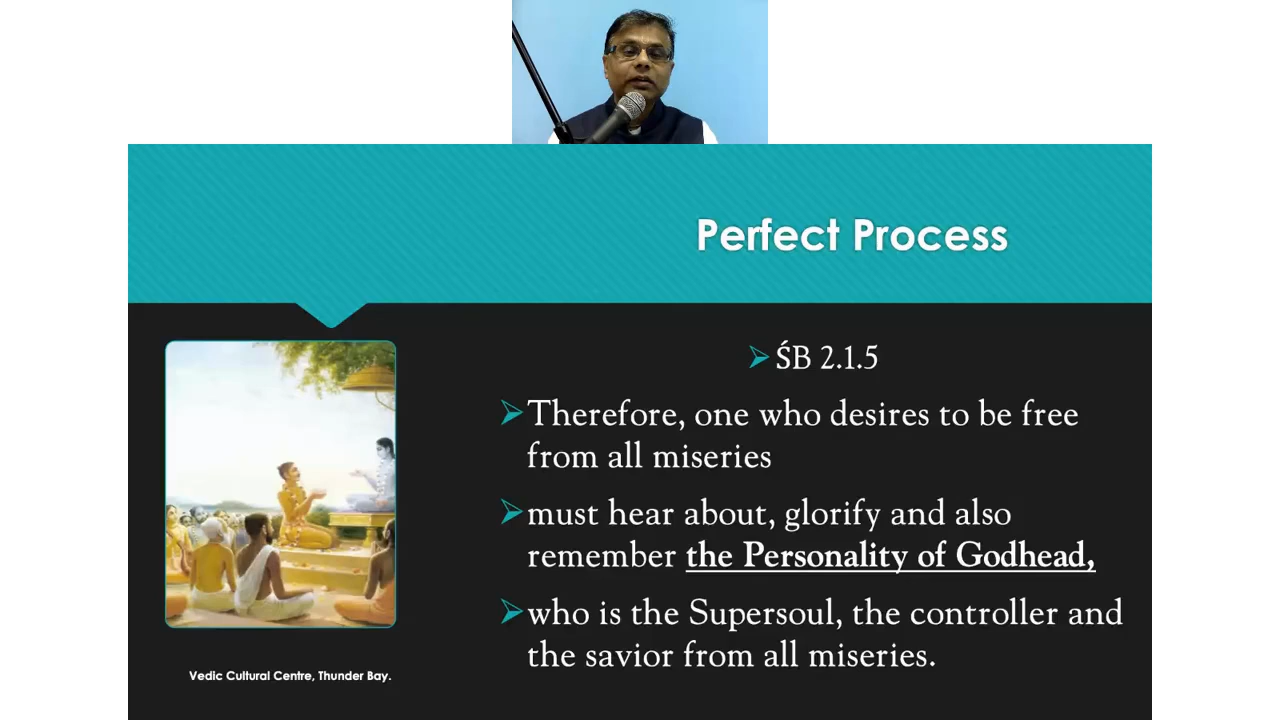 Perfect Process
ŚB 2.1.5
Therefore, one who desires to be free
from all miseries
must hear about, glorify and also
remember the Personality of Godhead,
who is the Supersoul, the controller and
the savior from all miseries.
Vedic Cultural Centre, Thunder Bay.